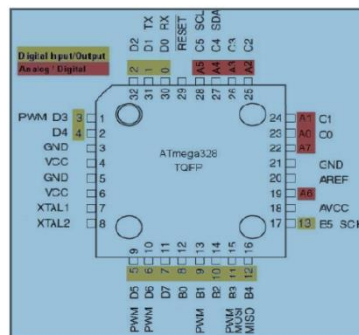 D2
D1 TX
D0 RX
RESET
C5 SCL
C4 SDA
C3
C2
Digital Input/Output
Analog / Digital
2
1
0
A5
A4
A3
A2
32
31
30
29
28
27
26
25
PWM D3 3 1
D4 4 2
GND 3
VCC 4
GND 5
VCC 6
XTAL1 7
XTAL2 8
ATmega328
TQFP
24 A1 C1
23 A0 C0
22 A7
21 GND
20 AREF
19 A6
18 AVCC
17 13 B5 SCK
9
10
11
12
13
14
15
16
5
6
7
8
9
10
11
12
PWM D5
PWM D6
D7
B0
PWM B1
B2
PWM B3
MOSI
MISO B4